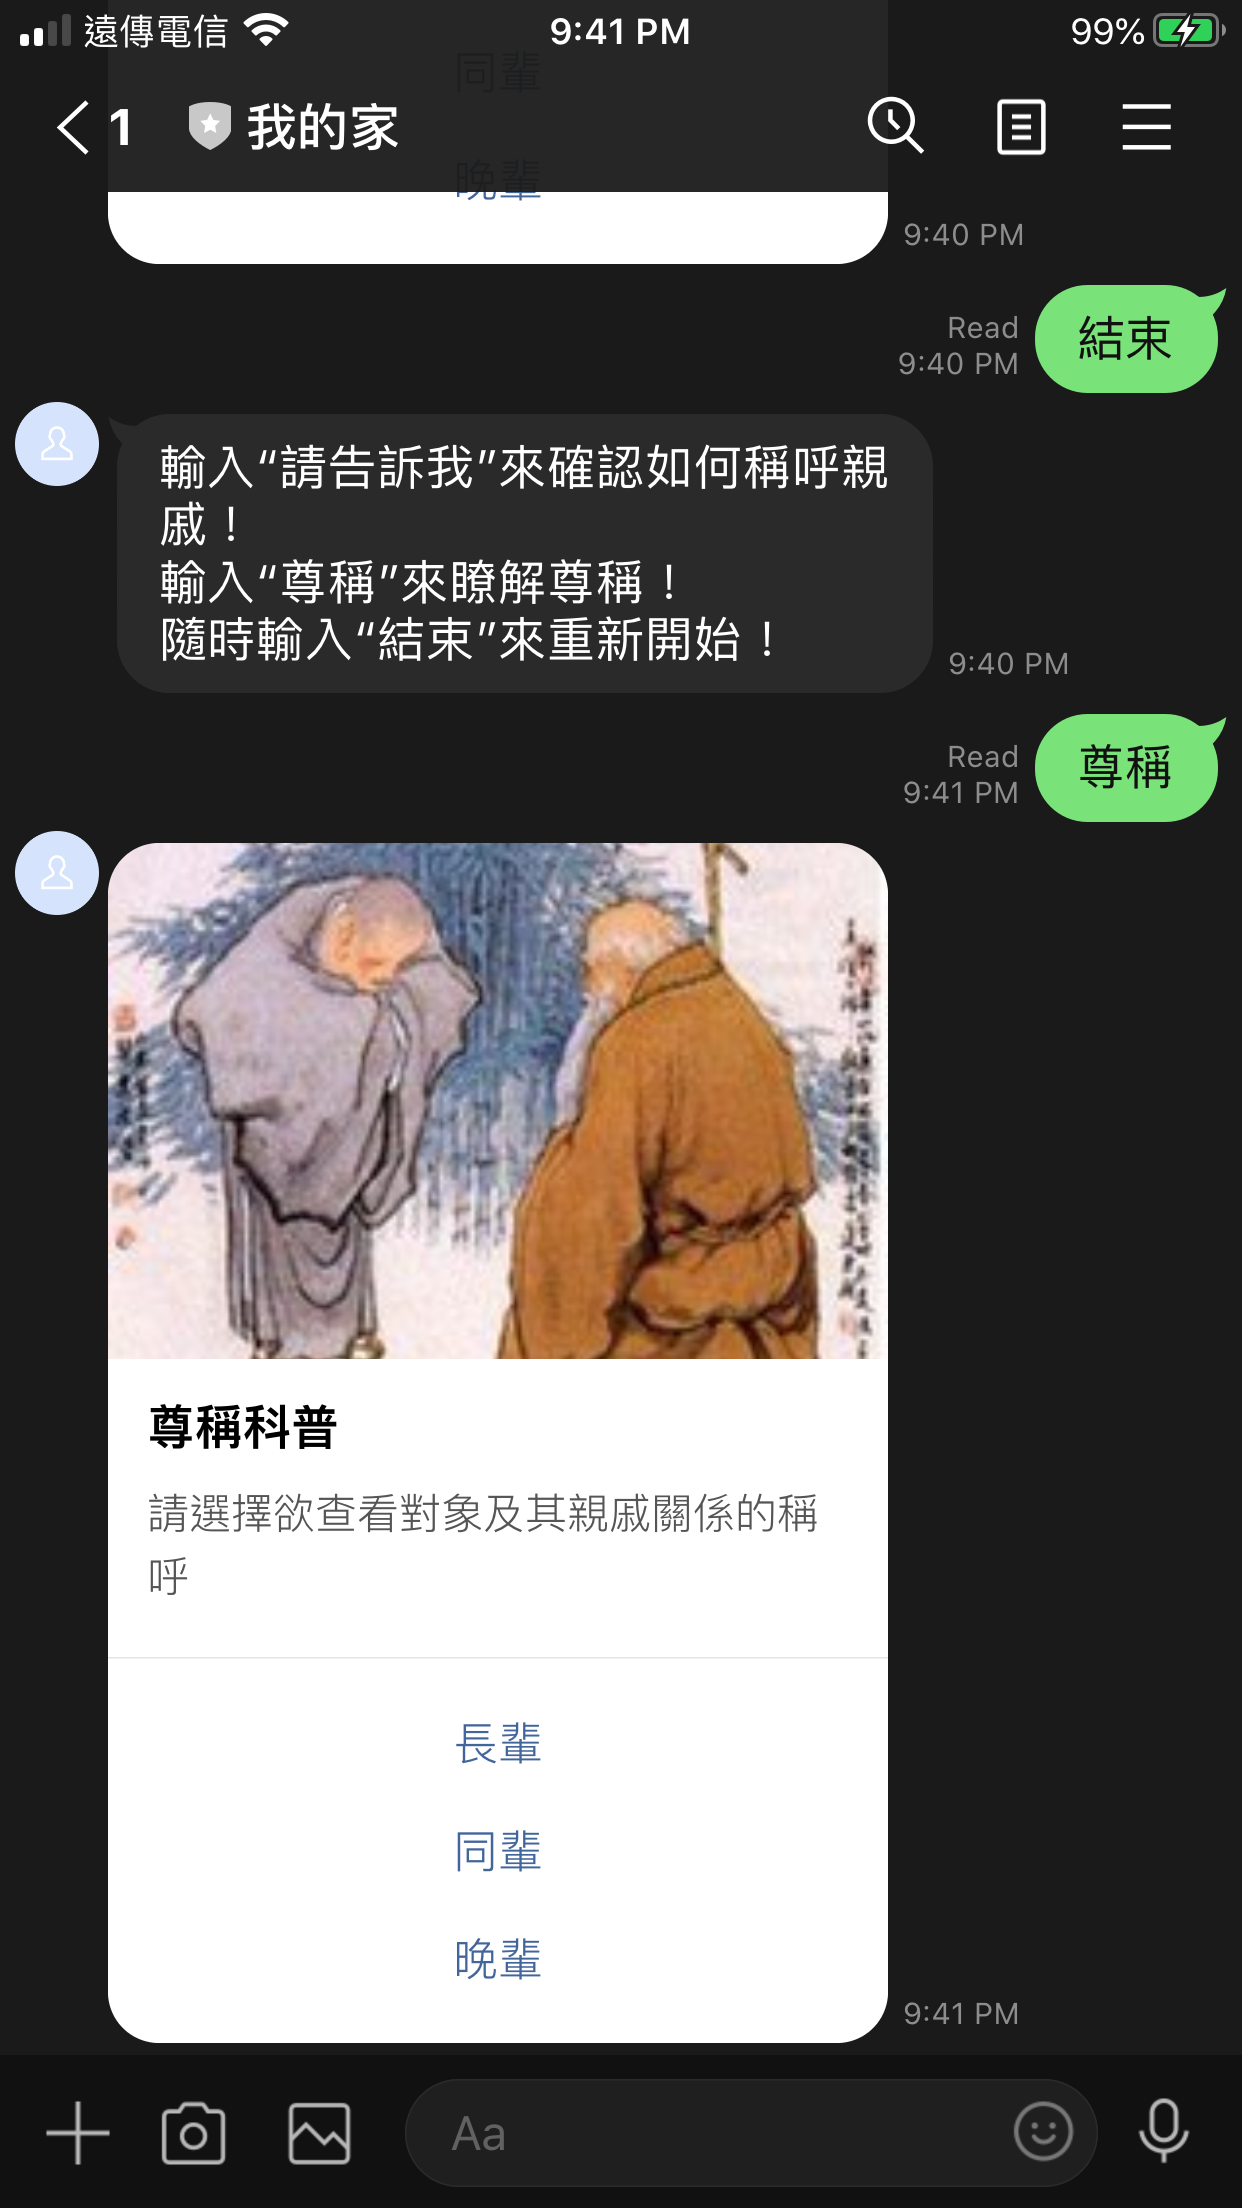 遠傳電信
9:41 PM
99%
同輩
1
我的家
晚輩
9:40 PM
結束
Read
9:40 PM
輸入“請告訴我”來確認如何稱呼親
戚！
輸入“尊稱”來瞭解尊稱！
隨時輸入“結束”來重新開始！
9:40 PM
尊稱
Read
9:41 PM
尊稱科普
請選擇欲查看對象及其親戚關係的稱
呼
長輩
同輩
晚輩
9:41 PM
Aa